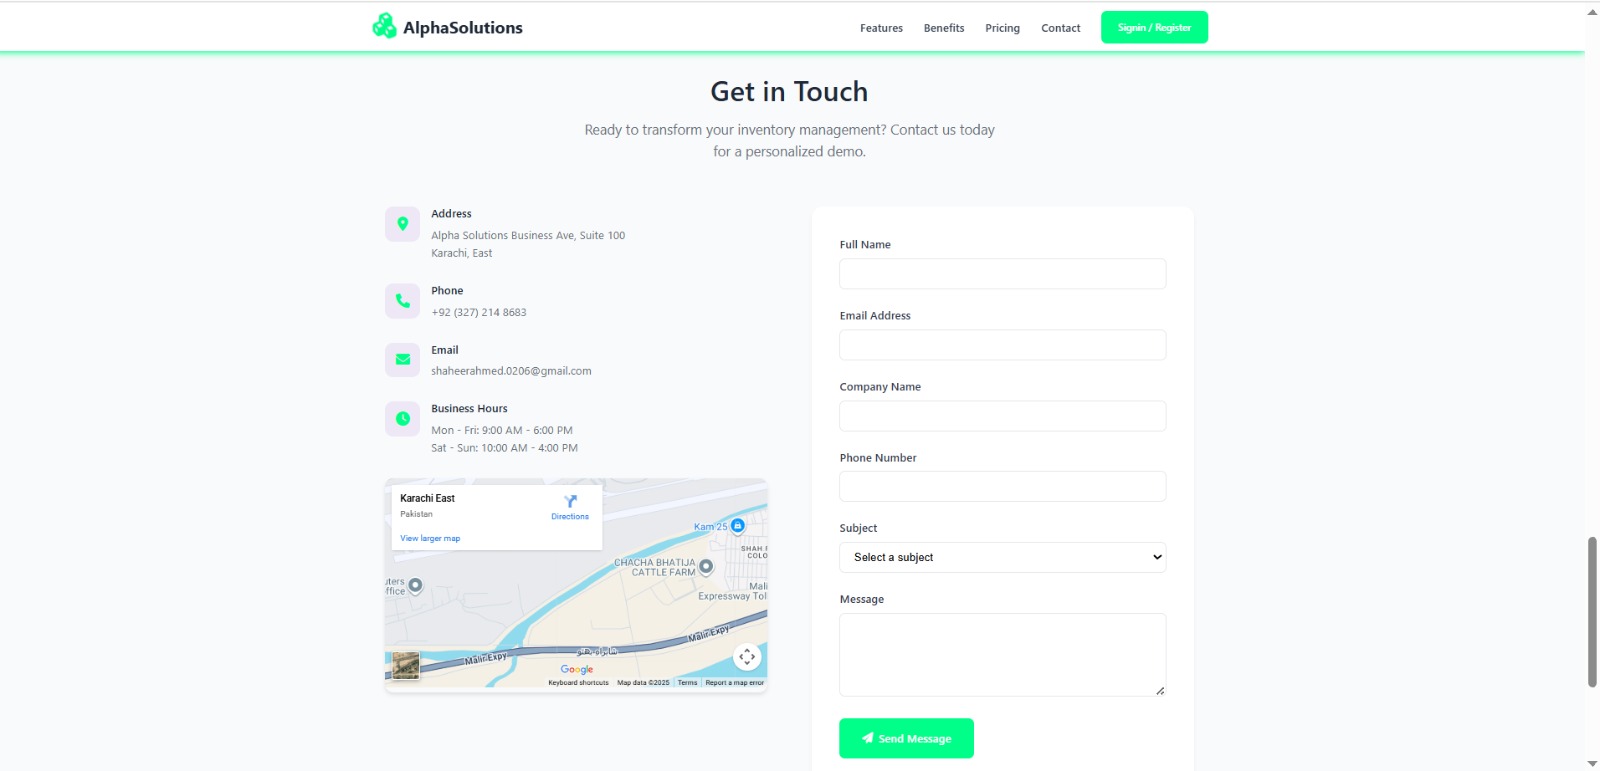 AlphaSolutions
Features
Benefits
Pricing
Contact
Signin / Register
Get in Touch
Ready to transform your inventory management? Contact us today
for a personalized demo.
Address
Alpha Solutions Business Ave, Suite 100
Karachi, East
Phone
+92 (327) 214 8683
Email
shaheerahmed.0206@gmail.com
Business Hours
Mon - Fri: 9:00 AM - 6:00 PM
Sat - Sun: 10:00 AM - 4:00 PM
Karachi East
Pakistan
Directions
View larger map
Kam 25
SHAH
COLO
CHACHA BHATIJA
CATTLE FARM
uters
ffice
Mali
Expressway Tol
Malir Expy
Malir Expy
شاہراہ بھٹو
Google
Keyboard shortcuts
Map data ©2025
Terms
Report a map error
Full Name
Email Address
Company Name
Phone Number
Subject
Select a subject
Message
Send Message